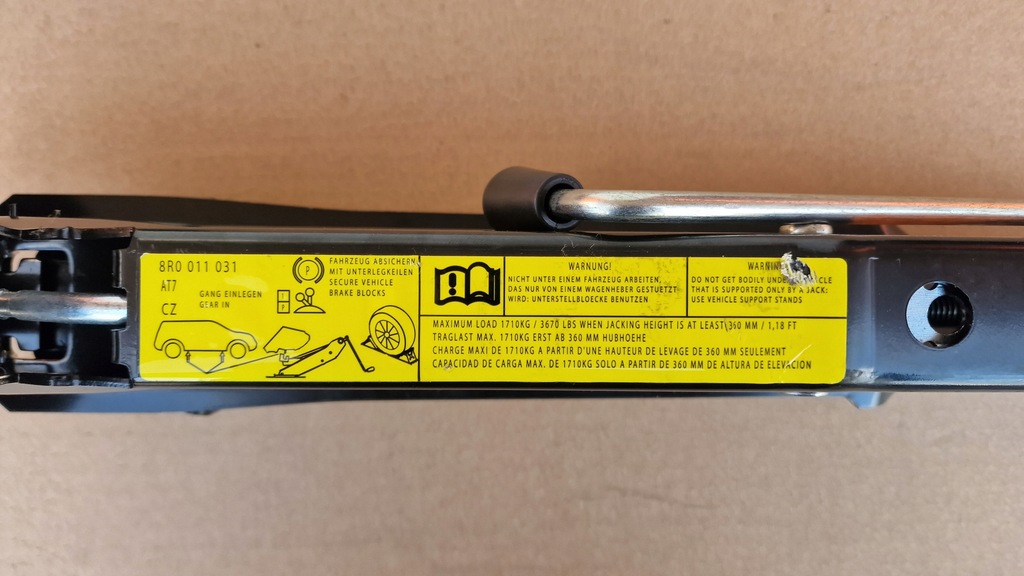 8R0 011 031
AT7
CZ
GANG EINLEGEN
GEAR IN
P
FAHRZEUG ABSICHERN
MIT UNTERLEGKEILEN
SECURE VEHICLE
BRAKE BLOCKS
WARNUNG!
NICHT UNTER EINEM FAHRZEUG ARBEITEN,
DAS NUR VON EINEM WAGENHEBER GESTUETZT
WIRD: UNTERSTELLBLOECKE BENUTZEN
DO NOT GET BODILY UNDER
THAT IS SUPPORTED ONLY BY A JACK:
USE VEHICLE SUPPORT STANDS
MAXIMUM LOAD 1710KG / 3670 LBS WHEN JACKING HEIGHT IS AT LEAST 360 MM / 1,18 FT
TRAGLAST MAX. 1710KG ERST AB 360 MM HUBHOEHE
CHARGE MAXI DE 1710KG A PARTIR D'UNE HAUTEUR DE LEVAGE DE 360 MM SEULEMENT
CAPACIDAD DE CARGA MAX. DE 1710KG SOLO A PARTIR DE 360 MM DE ALTURA DE ELEVACION